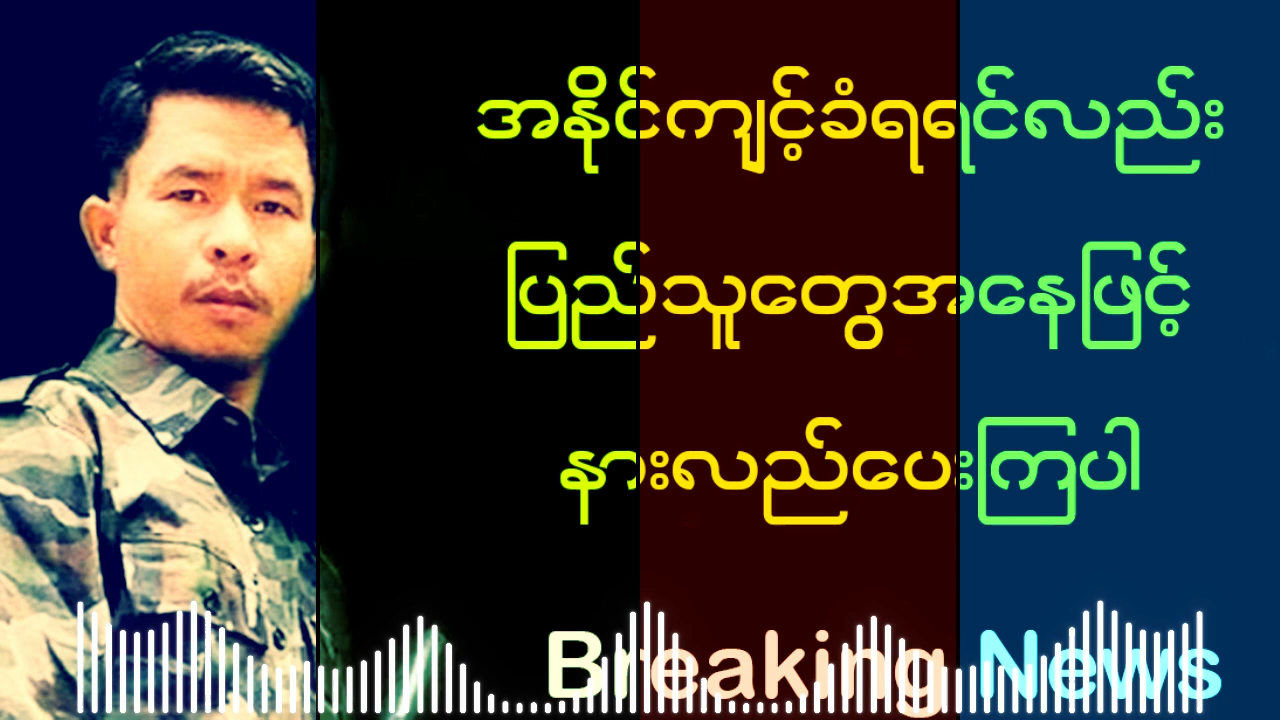 အနိုင်ကျင့်ခံရရင်လည်း
ပြည်သူတွေအနေဖြင့်
နားလည်ပေးကြပါ
Breaking News